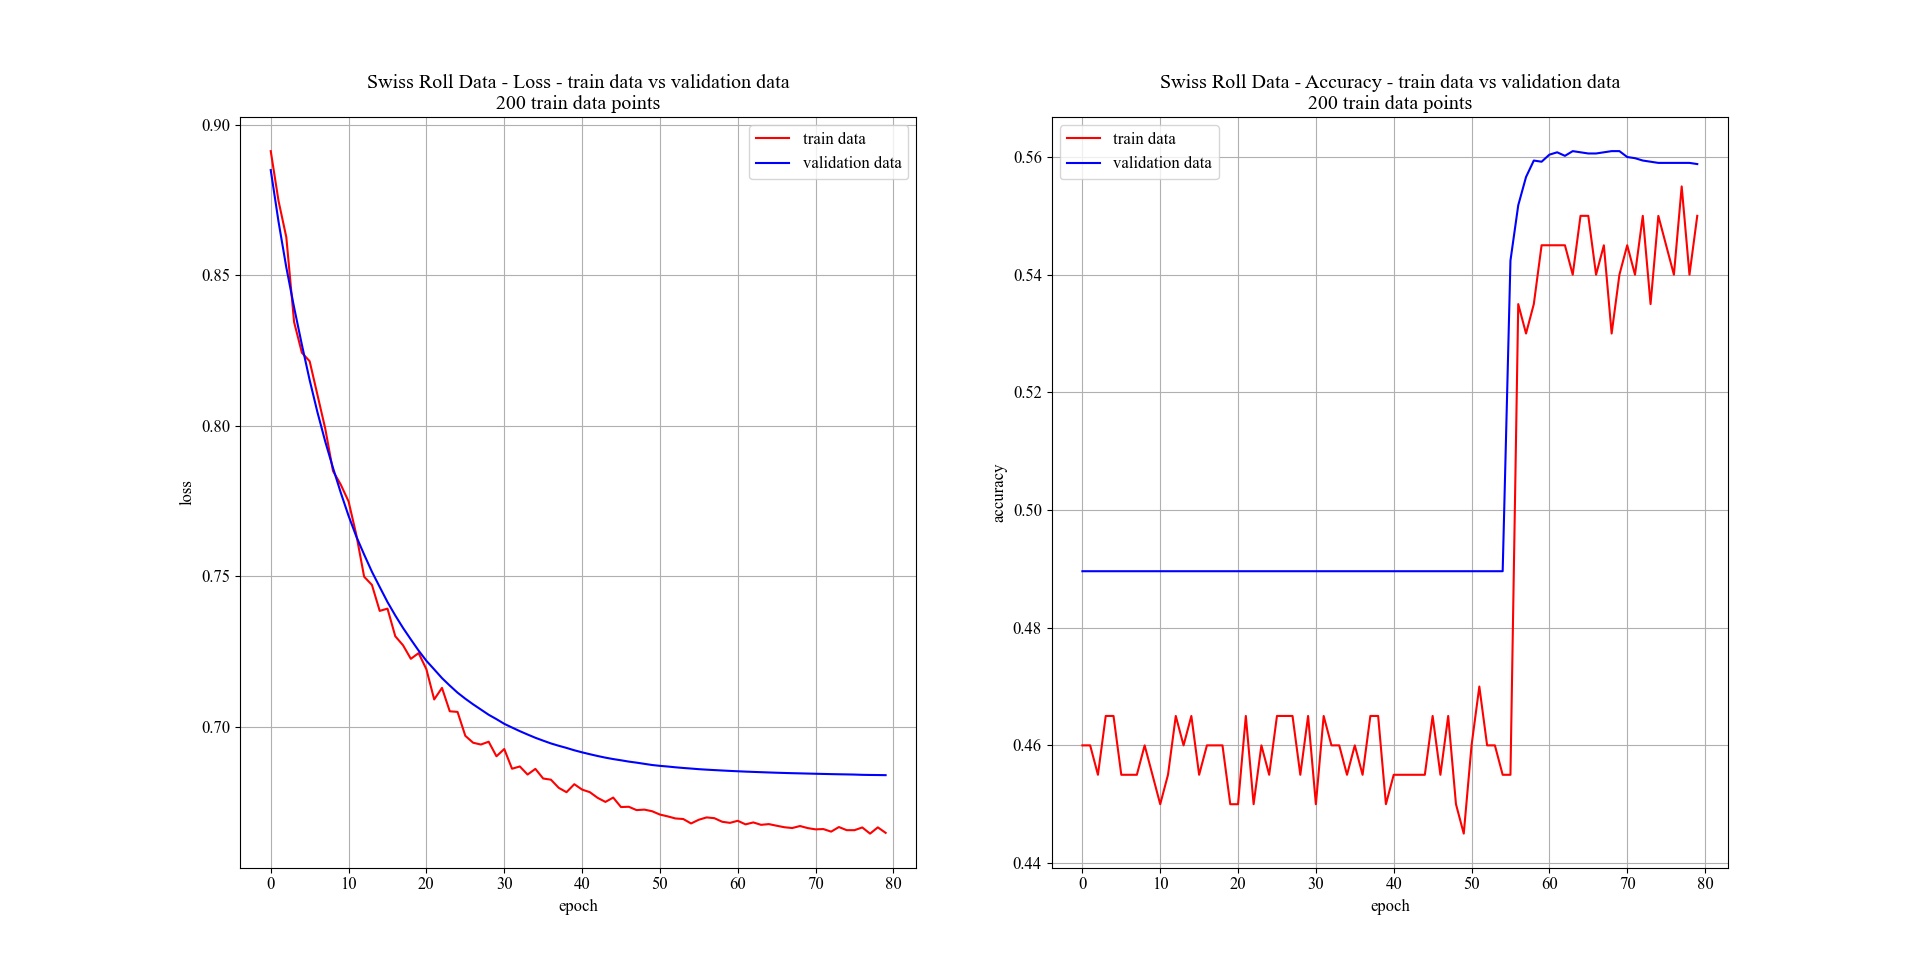 Swiss Roll Data - Loss - train data vs validation data
200 train data points
0.90
0.85
0.80
0.75
0.70
loss
train data
validation data
0 10 20 30 40 50 60 70 80
epoch
Swiss Roll Data - Accuracy - train data vs validation data
200 train data points
0.56
0.54
0.52
0.50
0.48
0.46
0.44
accuracy
train data
validation data
0 10 20 30 40 50 60 70 80
epoch